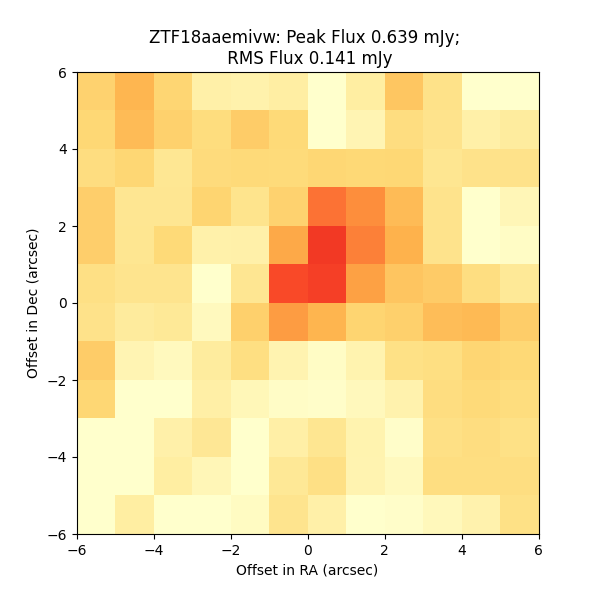 ZTF18aaemivw: Peak Flux 0.639 mJy;
RMS Flux 0.141 mJy
6
4
2
0
−2
−4
−6
Offset in Dec (arcsec)
−6 −4 −2 0 2 4 6
Offset in RA (arcsec)